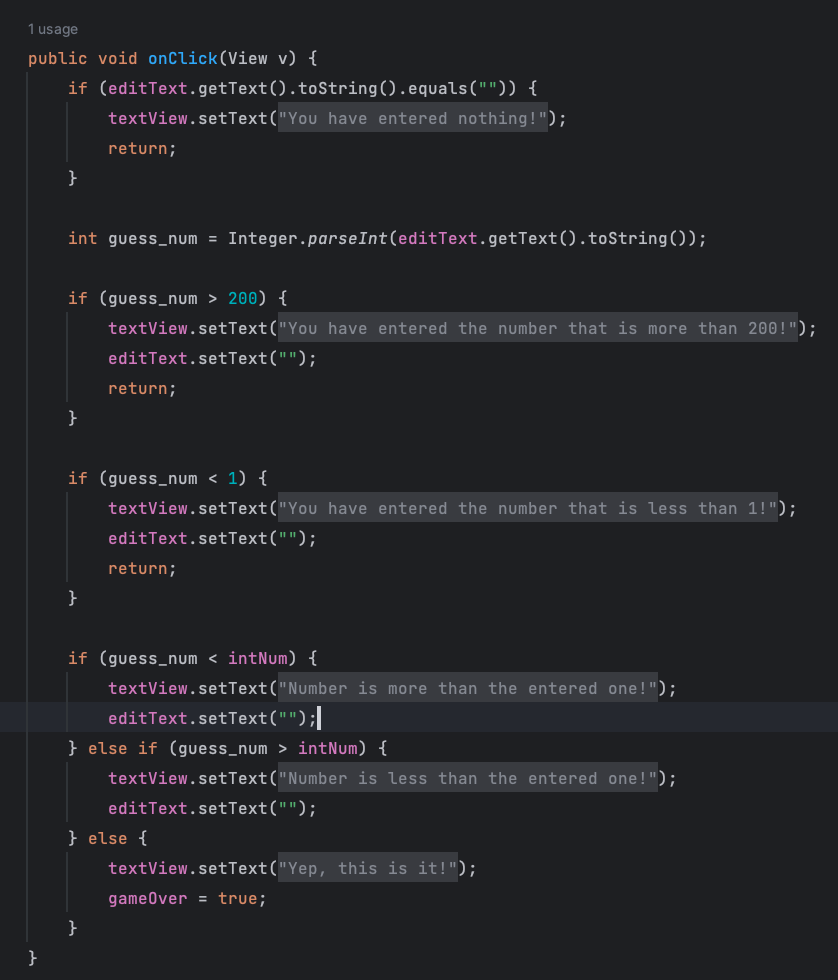 1 usage
public void onClick(View v) {
    if (editText.getText().toString().equals("")) {
        textView.setText("You have entered nothing!");
        return;
    }

    int guess_num = Integer.parseInt(editText.getText().toString());

    if (guess_num > 200) {
        textView.setText("You have entered the number that is more than 200!");
        editText.setText("");
        return;
    }

    if (guess_num < 1) {
        textView.setText("You have entered the number that is less than 1!");
        editText.setText("");
        return;
    }

    if (guess_num < intNum) {
        textView.setText("Number is more than the entered one!");
        editText.setText("");
    } else if (guess_num > intNum) {
        textView.setText("Number is less than the entered one!");
        editText.setText("");
    } else {
        textView.setText("Yep, this is it!");
        gameOver = true;
    }
}